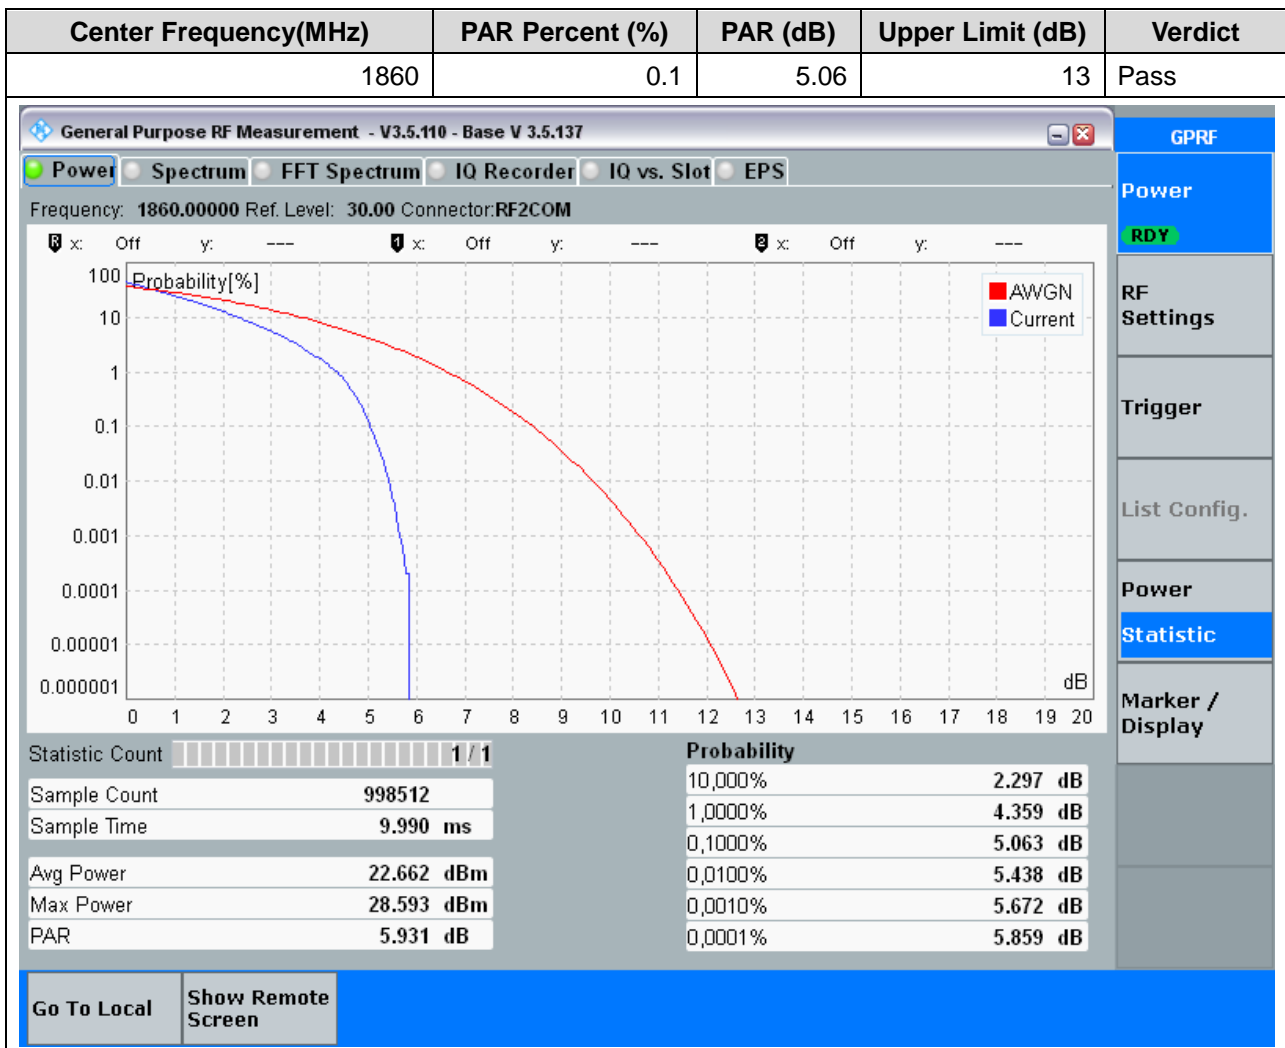 Center Frequency(MHz) PAR Percent (%) PAR (dB) Upper Limit (dB) Verdict
1860 0.1 5.06 13 Pass
General Purpose RF Measurement - V3.5.110 - Base V 3.5.137
GPRF
Power Spectrum FFT Spectrum IQ Recorder IQ vs. Slot EPS
Power
RDY
Frequency: 1860.00000 Ref. Level: 30.00 Connector:RF2COM
R x: Off y: --- 1 x: Off y: --- 2 x: Off y: ---
Probability[%]
AWGN
Current
100
10
1
0.1
0.01
0.001
0.0001
0.00001
0.000001
dB
0 1 2 3 4 5 6 7 8 9 10 11 12 13 14 15 16 17 18 19 20
RF
Settings
Trigger
List Config.
Power
Statistic
Marker /
Display
Statistic Count 1 / 1
Sample Count 998512
Sample Time 9.990 ms
Avg Power 22.662 dBm
Max Power 28.593 dBm
PAR 5.931 dB
Probability
10,000% 2.297 dB
1,0000% 4.359 dB
0,1000% 5.063 dB
0,0100% 5.438 dB
0,0010% 5.672 dB
0,0001% 5.859 dB
Go To Local
Show Remote
Screen